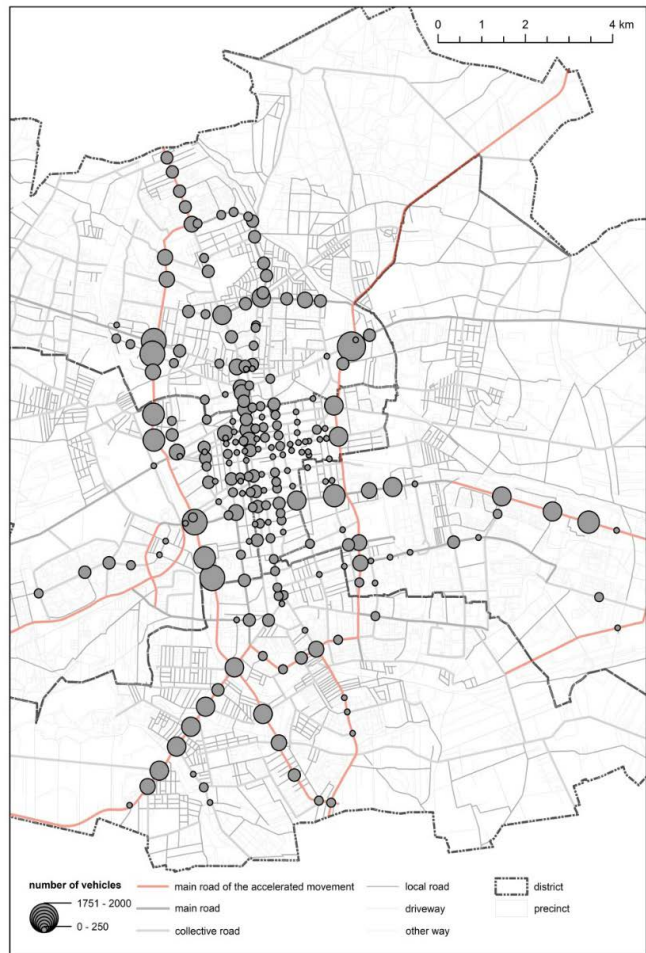 0 1 2 4 km
number of vehicles
1751 - 2000
0 - 250
main road of the accelerated movement
main road
collective road
local road
driveway
other way
district
precinct